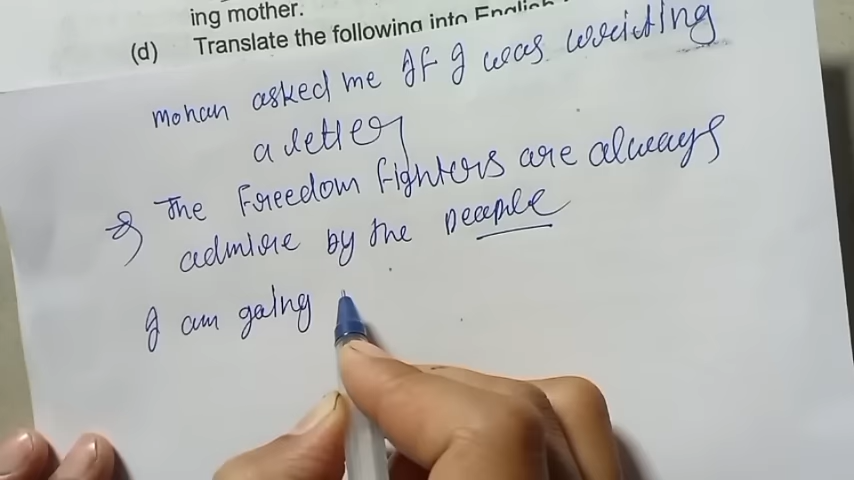 ing mother.
(d) Translate the following into English
Mohan asked me If I was writing
a letter
The Freedom Fighters are always
admire by the people
I am going